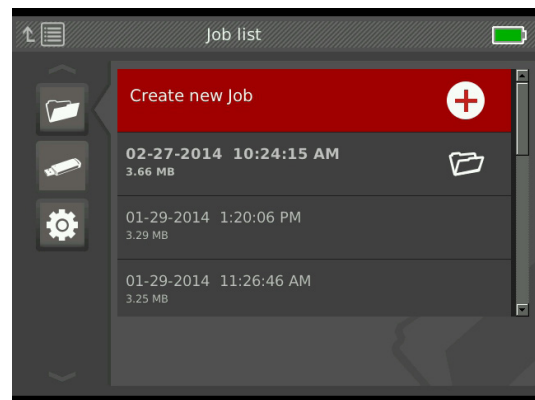 Job list
Create new Job
02-27-2014 10:24:15 AM
3.66 MB
01-29-2014 1:20:06 PM
3.29 MB
01-29-2014 11:26:46 AM
3.25 MB